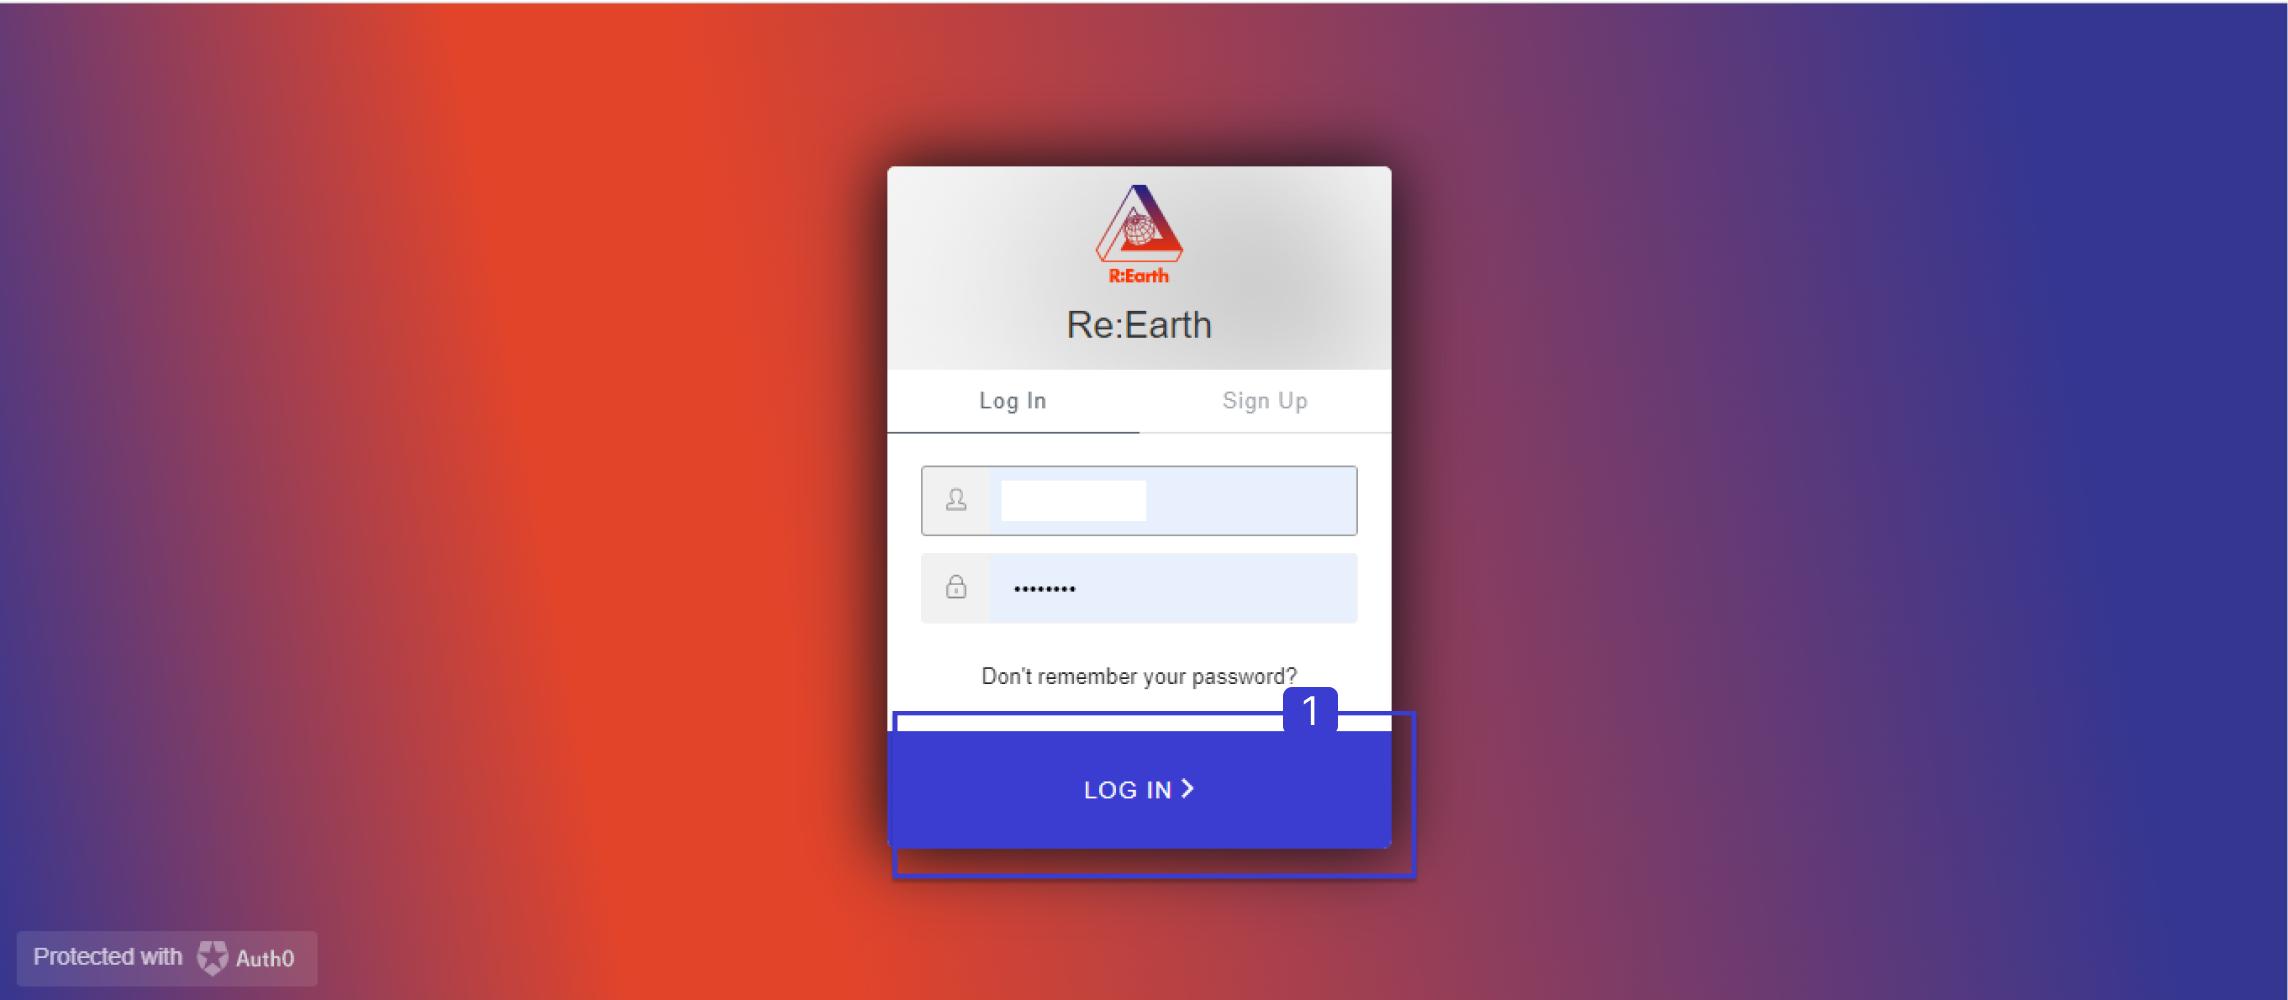 R:Earth
Re:Earth
Log In
Sign Up
••••••••
Don't remember your password?
1
LOG IN
Protected with Auth0